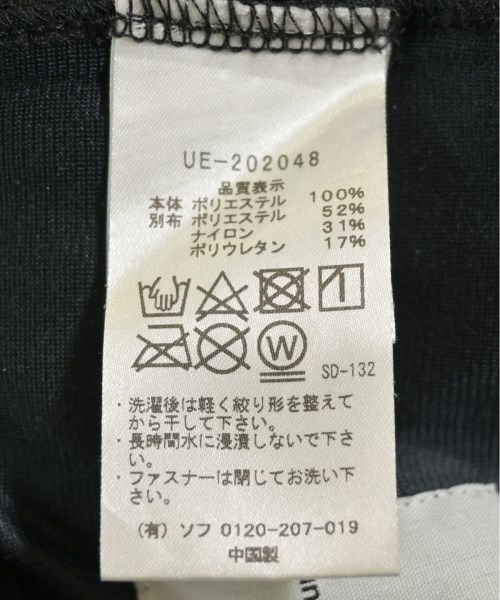 UE-202048
品質表示
本体 ポリエステル 100%
別布 ポリエステル 52%
ナイロン 31%
ポリウレタン 17%
W
SD-132
・洗濯後は軽く絞り形を整えて
から干して下さい。
・長時間水に浸漬しないで下さ
い。
・ファスナーは閉じてお洗い下
さい。
(有) ソフ 0120-207-019
中国製